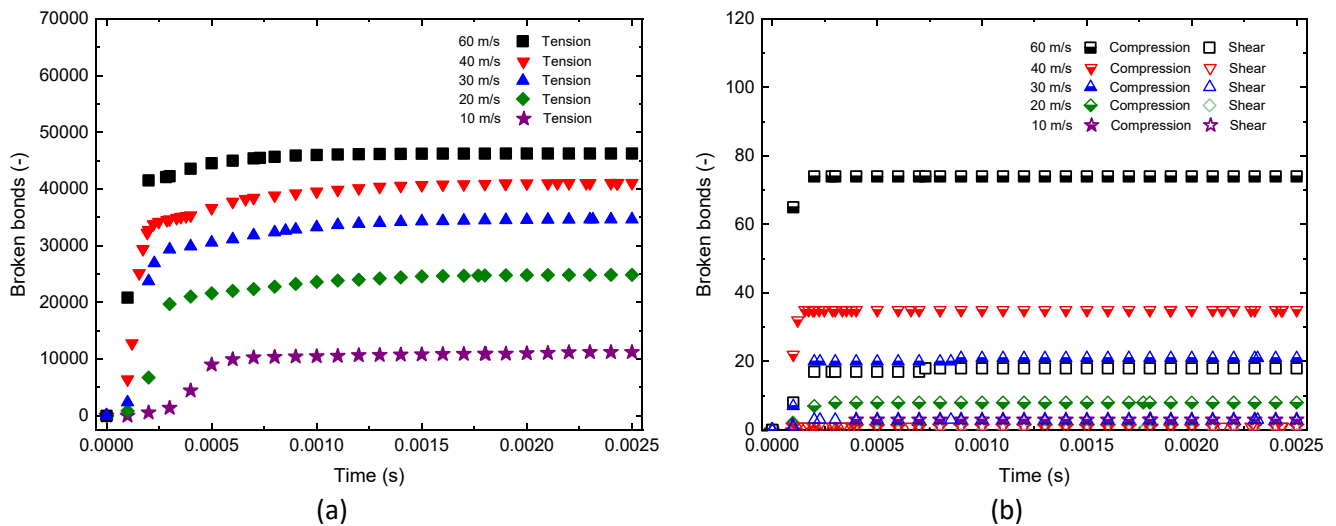 70000
60 m/s Tension
40 m/s Tension
30 m/s Tension
20 m/s Tension
10 m/s Tension
60000
50000
40000
30000
20000
10000
0
Broken bonds (-)
0.0000 0.0005 0.0010 0.0015 0.0020 0.0025
Time (s)
(a)
120
60 m/s Compression Shear
40 m/s Compression Shear
30 m/s Compression Shear
20 m/s Compression Shear
10 m/s Compression Shear
100
80
60
40
20
0
Broken bonds (-)
0.0000 0.0005 0.0010 0.0015 0.0020 0.0025
Time (s)
(b)